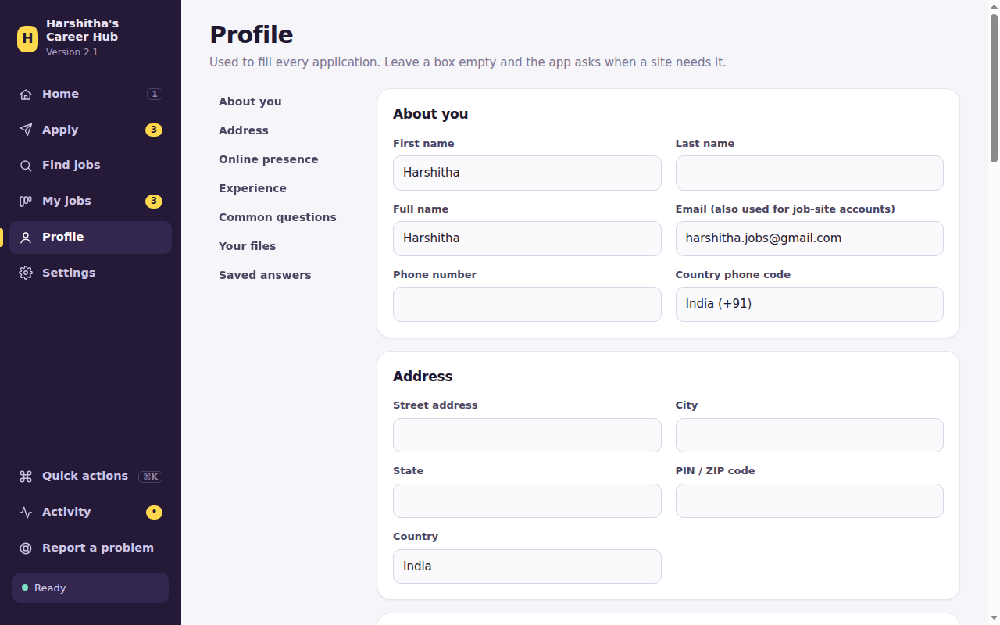 H
Harshitha's
Career Hub
Version 2.1
Home 1
Apply 3
Find jobs
My jobs 3
Profile
Settings
Quick actions ⌘K
Activity •
Report a problem
Ready
Profile
Used to fill every application. Leave a box empty and the app asks when a site needs it.
About you
Address
Online presence
Experience
Common questions
Your files
Saved answers
About you
First name
Last name
Harshitha
Full name
Email (also used for job-site accounts)
Harshitha
harshitha.jobs@gmail.com
Phone number
Country phone code
India (+91)
Address
Street address
City
State
PIN / ZIP code
Country
India